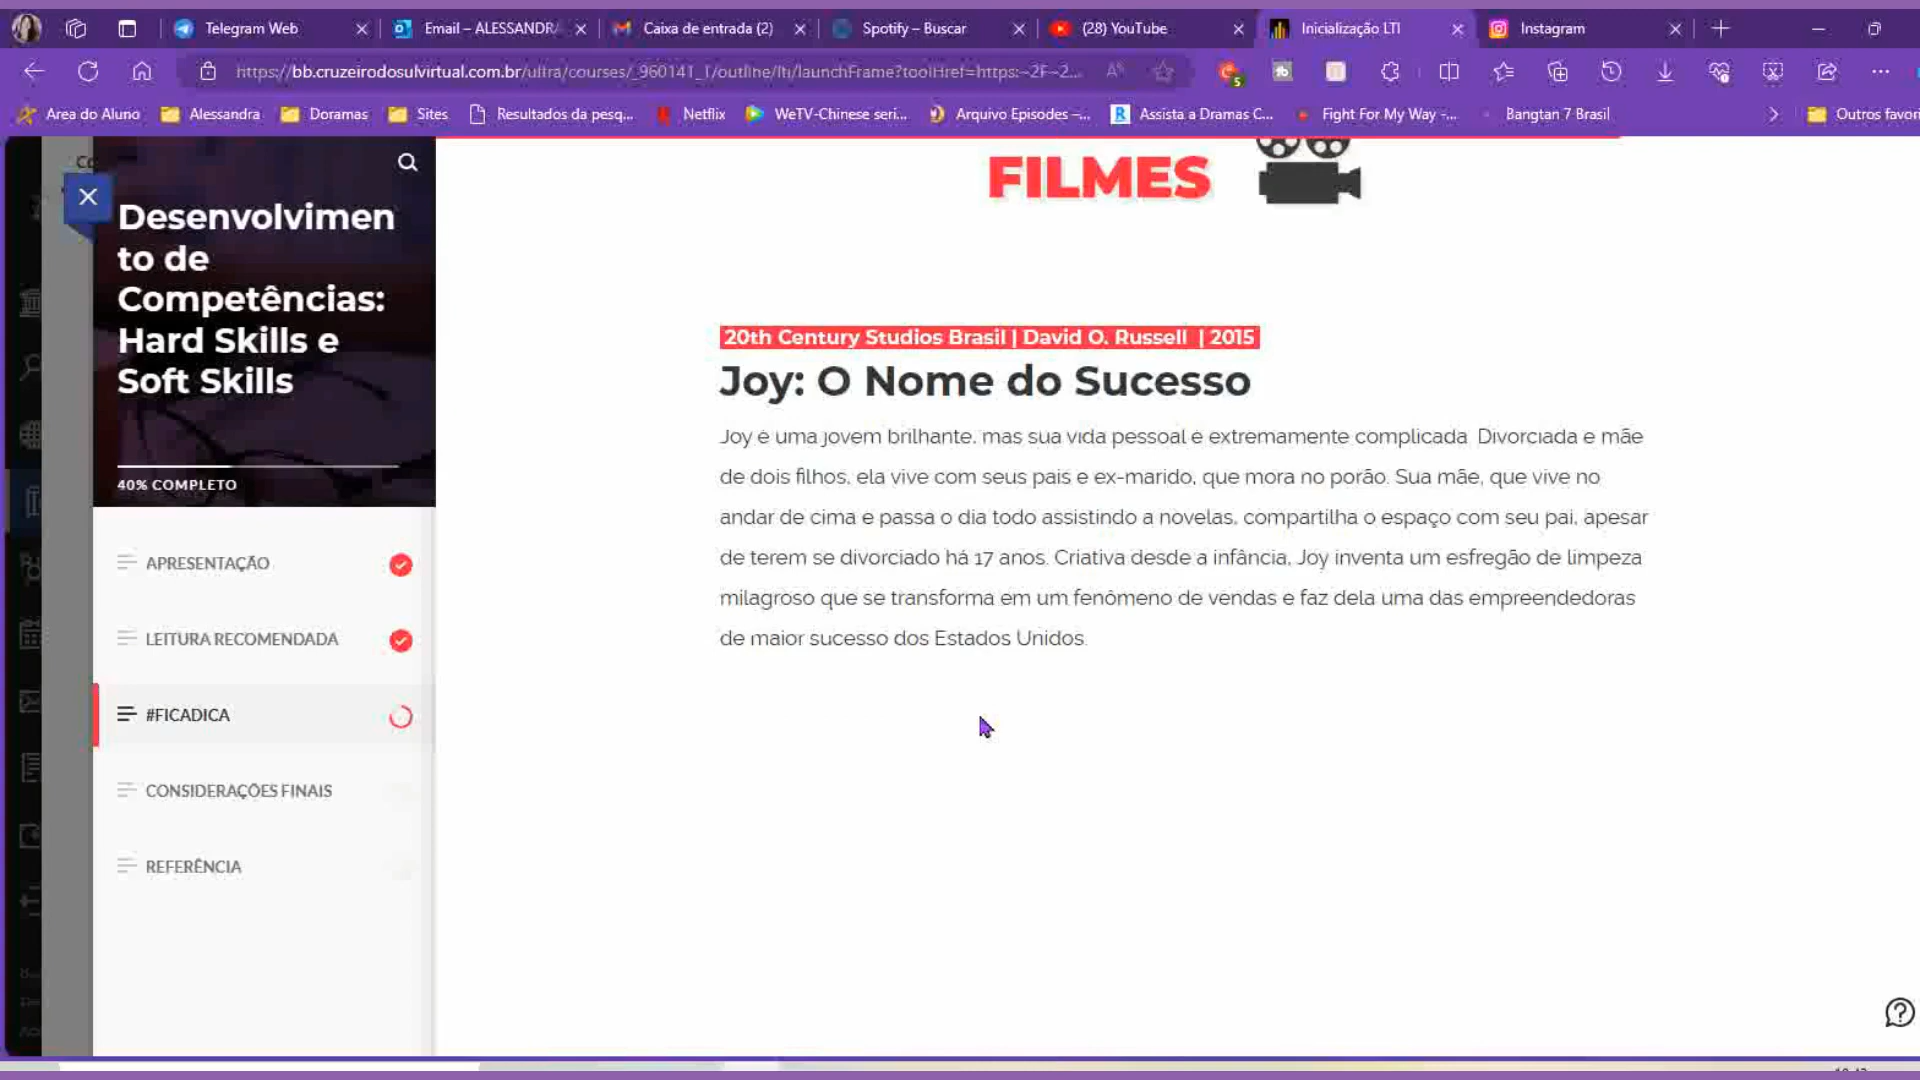 Telegram Web
Email – ALESSANDRA
Caixa de entrada (2)
Spotify – Buscar
(28) YouTube
Inicialização LTI
Instagram
https://bb.cruzeirodosulvirtual.com.br/ultra/courses/_960141_1/outline/lti/launchFrame?toolHref=https:~2F~2...
5
Area do Aluno
Alessandra
Doramas
Sites
Resultados da pesq...
Netflix
WeTV-Chinese seri...
Arquivo Episodes –...
Assista a Dramas C...
Fight For My Way -...
Bangtan 7 Brasil
Outros favori
Desenvolvimen
to de
Competências:
Hard Skills e
Soft Skills
40% COMPLETO
APRESENTAÇÃO
LEITURA RECOMENDADA
#FICADICA
CONSIDERAÇÕES FINAIS
REFERÊNCIA
FILMES
20th Century Studios Brasil | David O. Russell | 2015
Joy: O Nome do Sucesso
Joy é uma jovem brilhante, mas sua vida pessoal é extremamente complicada. Divorciada e mãe
de dois filhos, ela vive com seus pais e ex-marido, que mora no porão. Sua mãe, que vive no
andar de cima e passa o dia todo assistindo a novelas, compartilha o espaço com seu pai, apesar
de terem se divorciado há 17 anos. Criativa desde a infância, Joy inventa um esfregão de limpeza
milagroso que se transforma em um fenômeno de vendas e faz dela uma das empreendedoras
de maior sucesso dos Estados Unidos.